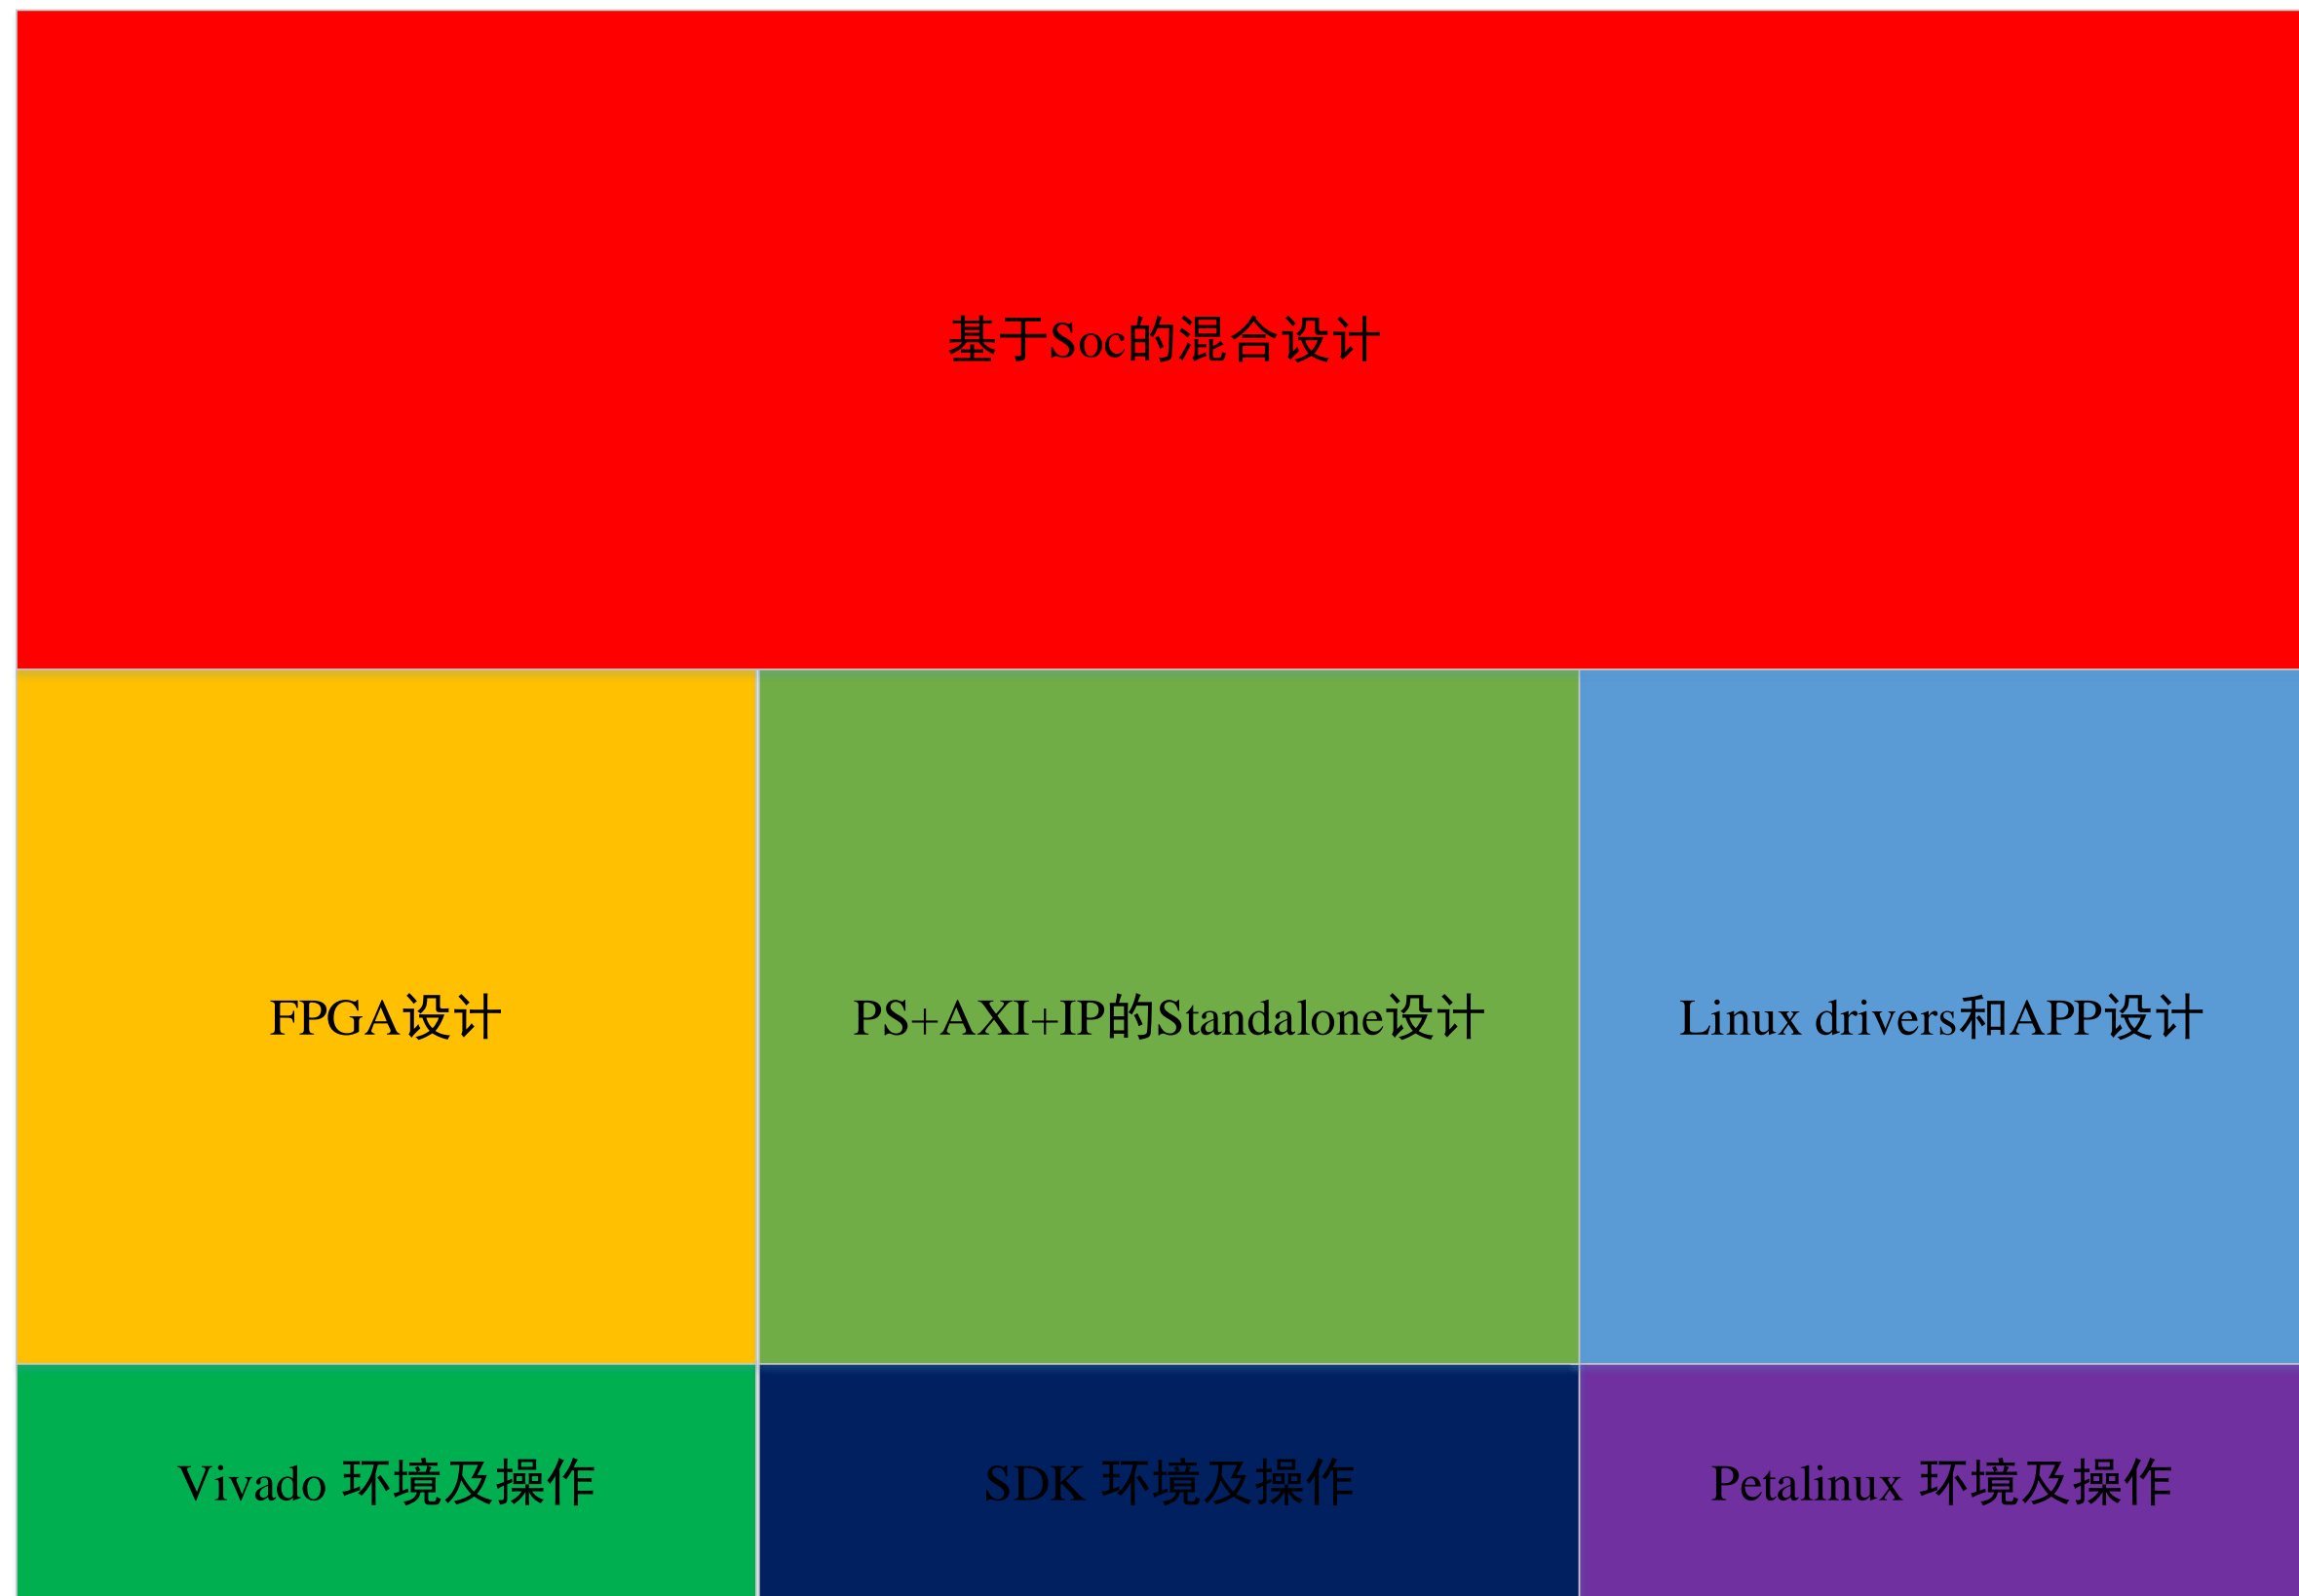 基于Soc的混合设计
FPGA设计
PS+AXI+IP的Standalone设计
Linux drivers和APP设计
Vivado 环境及操作
SDK 环境及操作
Petainux 环境及操作